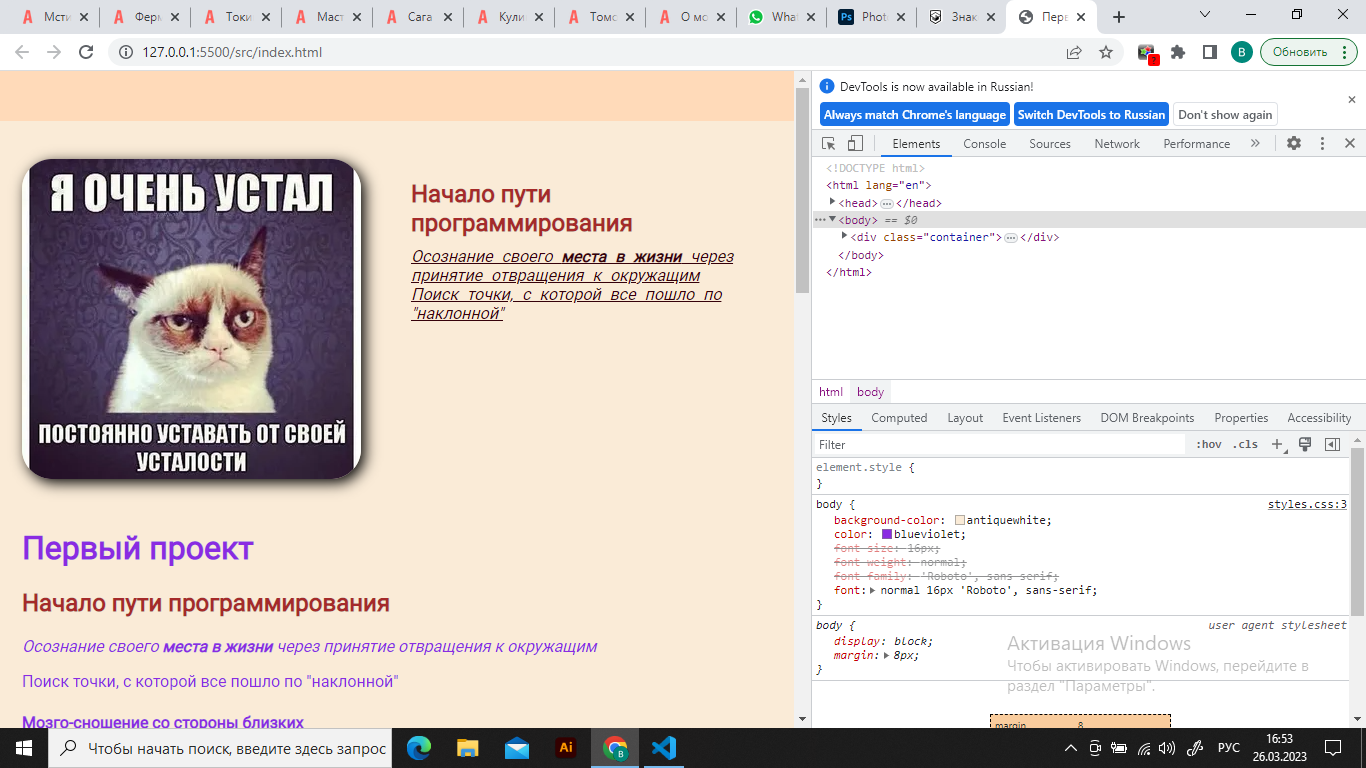 Мсти
Ферм
Токи
Маст
Сага
Кули
Томс
О мо
What
Phot
Знак
Перв
127.0.0.1:5500/src/index.html
В
Обновить
Я ОЧЕНЬ УСТАЛ
ПОСТОЯННО УСТАВАТЬ ОТ СВОЕЙ
УСТАЛОСТИ
Начало пути
программирования
Осознание своего места в жизни через
принятие отвращения к окружащим
Поиск точки, с которой все пошло по
"наклонной"
Первый проект
Начало пути программирования
Осознание своего места в жизни через принятие отвращения к окружащим
Поиск точки, с которой все пошло по "наклонной"
Мозго-сношение со стороны близких
DevTools is now available in Russian!
Always match Chrome's language
Switch DevTools to Russian
Don't show again
Elements
Console
Sources
Network
Performance
<!DOCTYPE html>
<html lang="en">
<head>…</head>
<body> == $0
<div class="container">…</div>
</body>
</html>
html
body
Styles
Computed
Layout
Event Listeners
DOM Breakpoints
Properties
Accessibility
Filter
:hov
.cls
element.style {
}
body {
styles.css:3
background-color: antiquewhite;
color: blueviolet;
font-size: 16px;
font-weight: normal;
font-family: 'Roboto', sans-serif;
font: normal 16px 'Roboto', sans-serif;
}
body {
user agent stylesheet
display: block;
margin: 8px;
}
Активация Windows
Чтобы активировать Windows, перейдите в
раздел "Параметры".
margin
8
Чтобы начать поиск, введите здесь запрос
РУС
16:53
26.03.2023